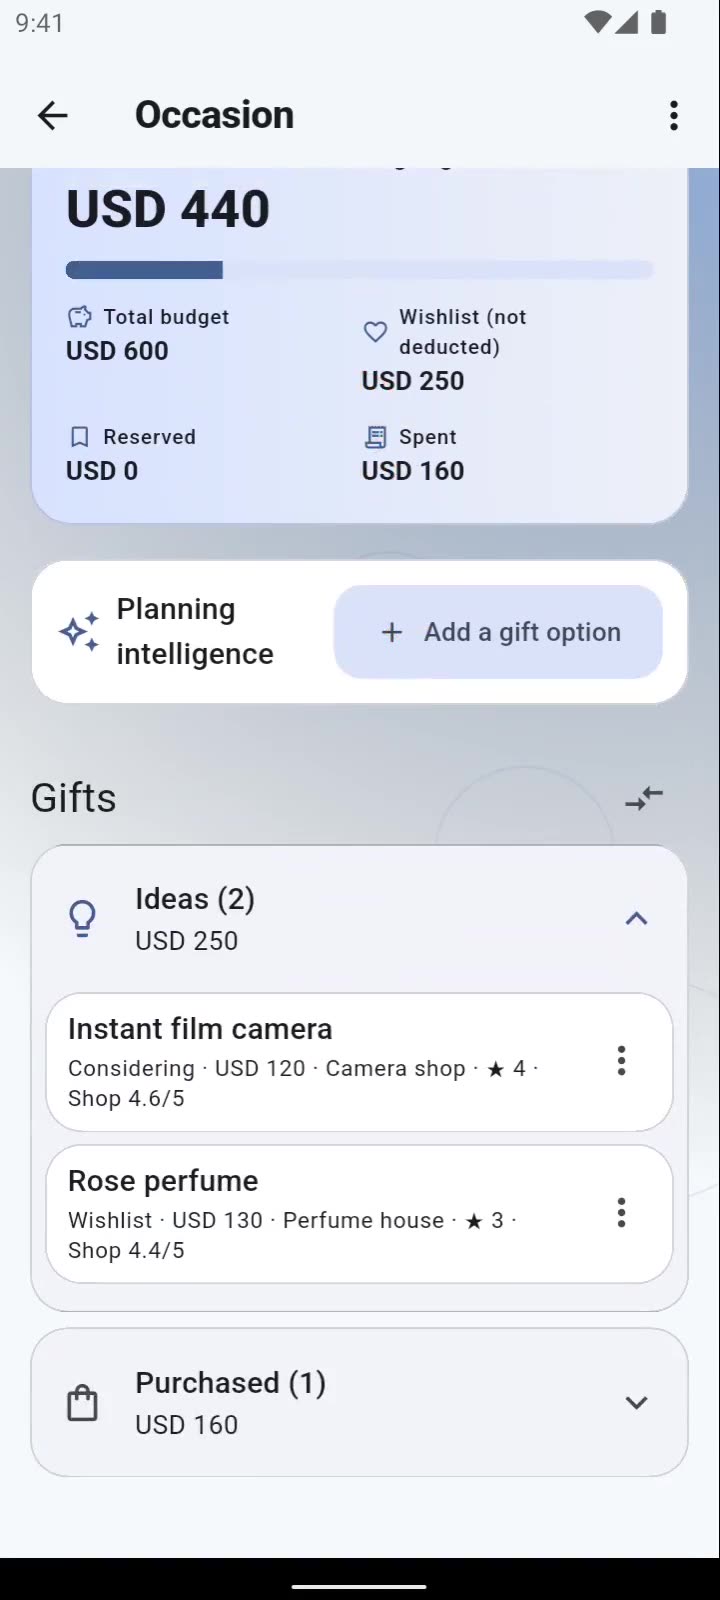 9:41
Occasion
USD 440
Total budget
USD 600
Wishlist (not
deducted)
USD 250
Reserved
USD 0
Spent
USD 160
Planning
intelligence
+ Add a gift option
Gifts
Ideas (2)
USD 250
Instant film camera
Considering · USD 120 · Camera shop · ★ 4 ·
Shop 4.6/5
Rose perfume
Wishlist · USD 130 · Perfume house · ★ 3 ·
Shop 4.4/5
Purchased (1)
USD 160